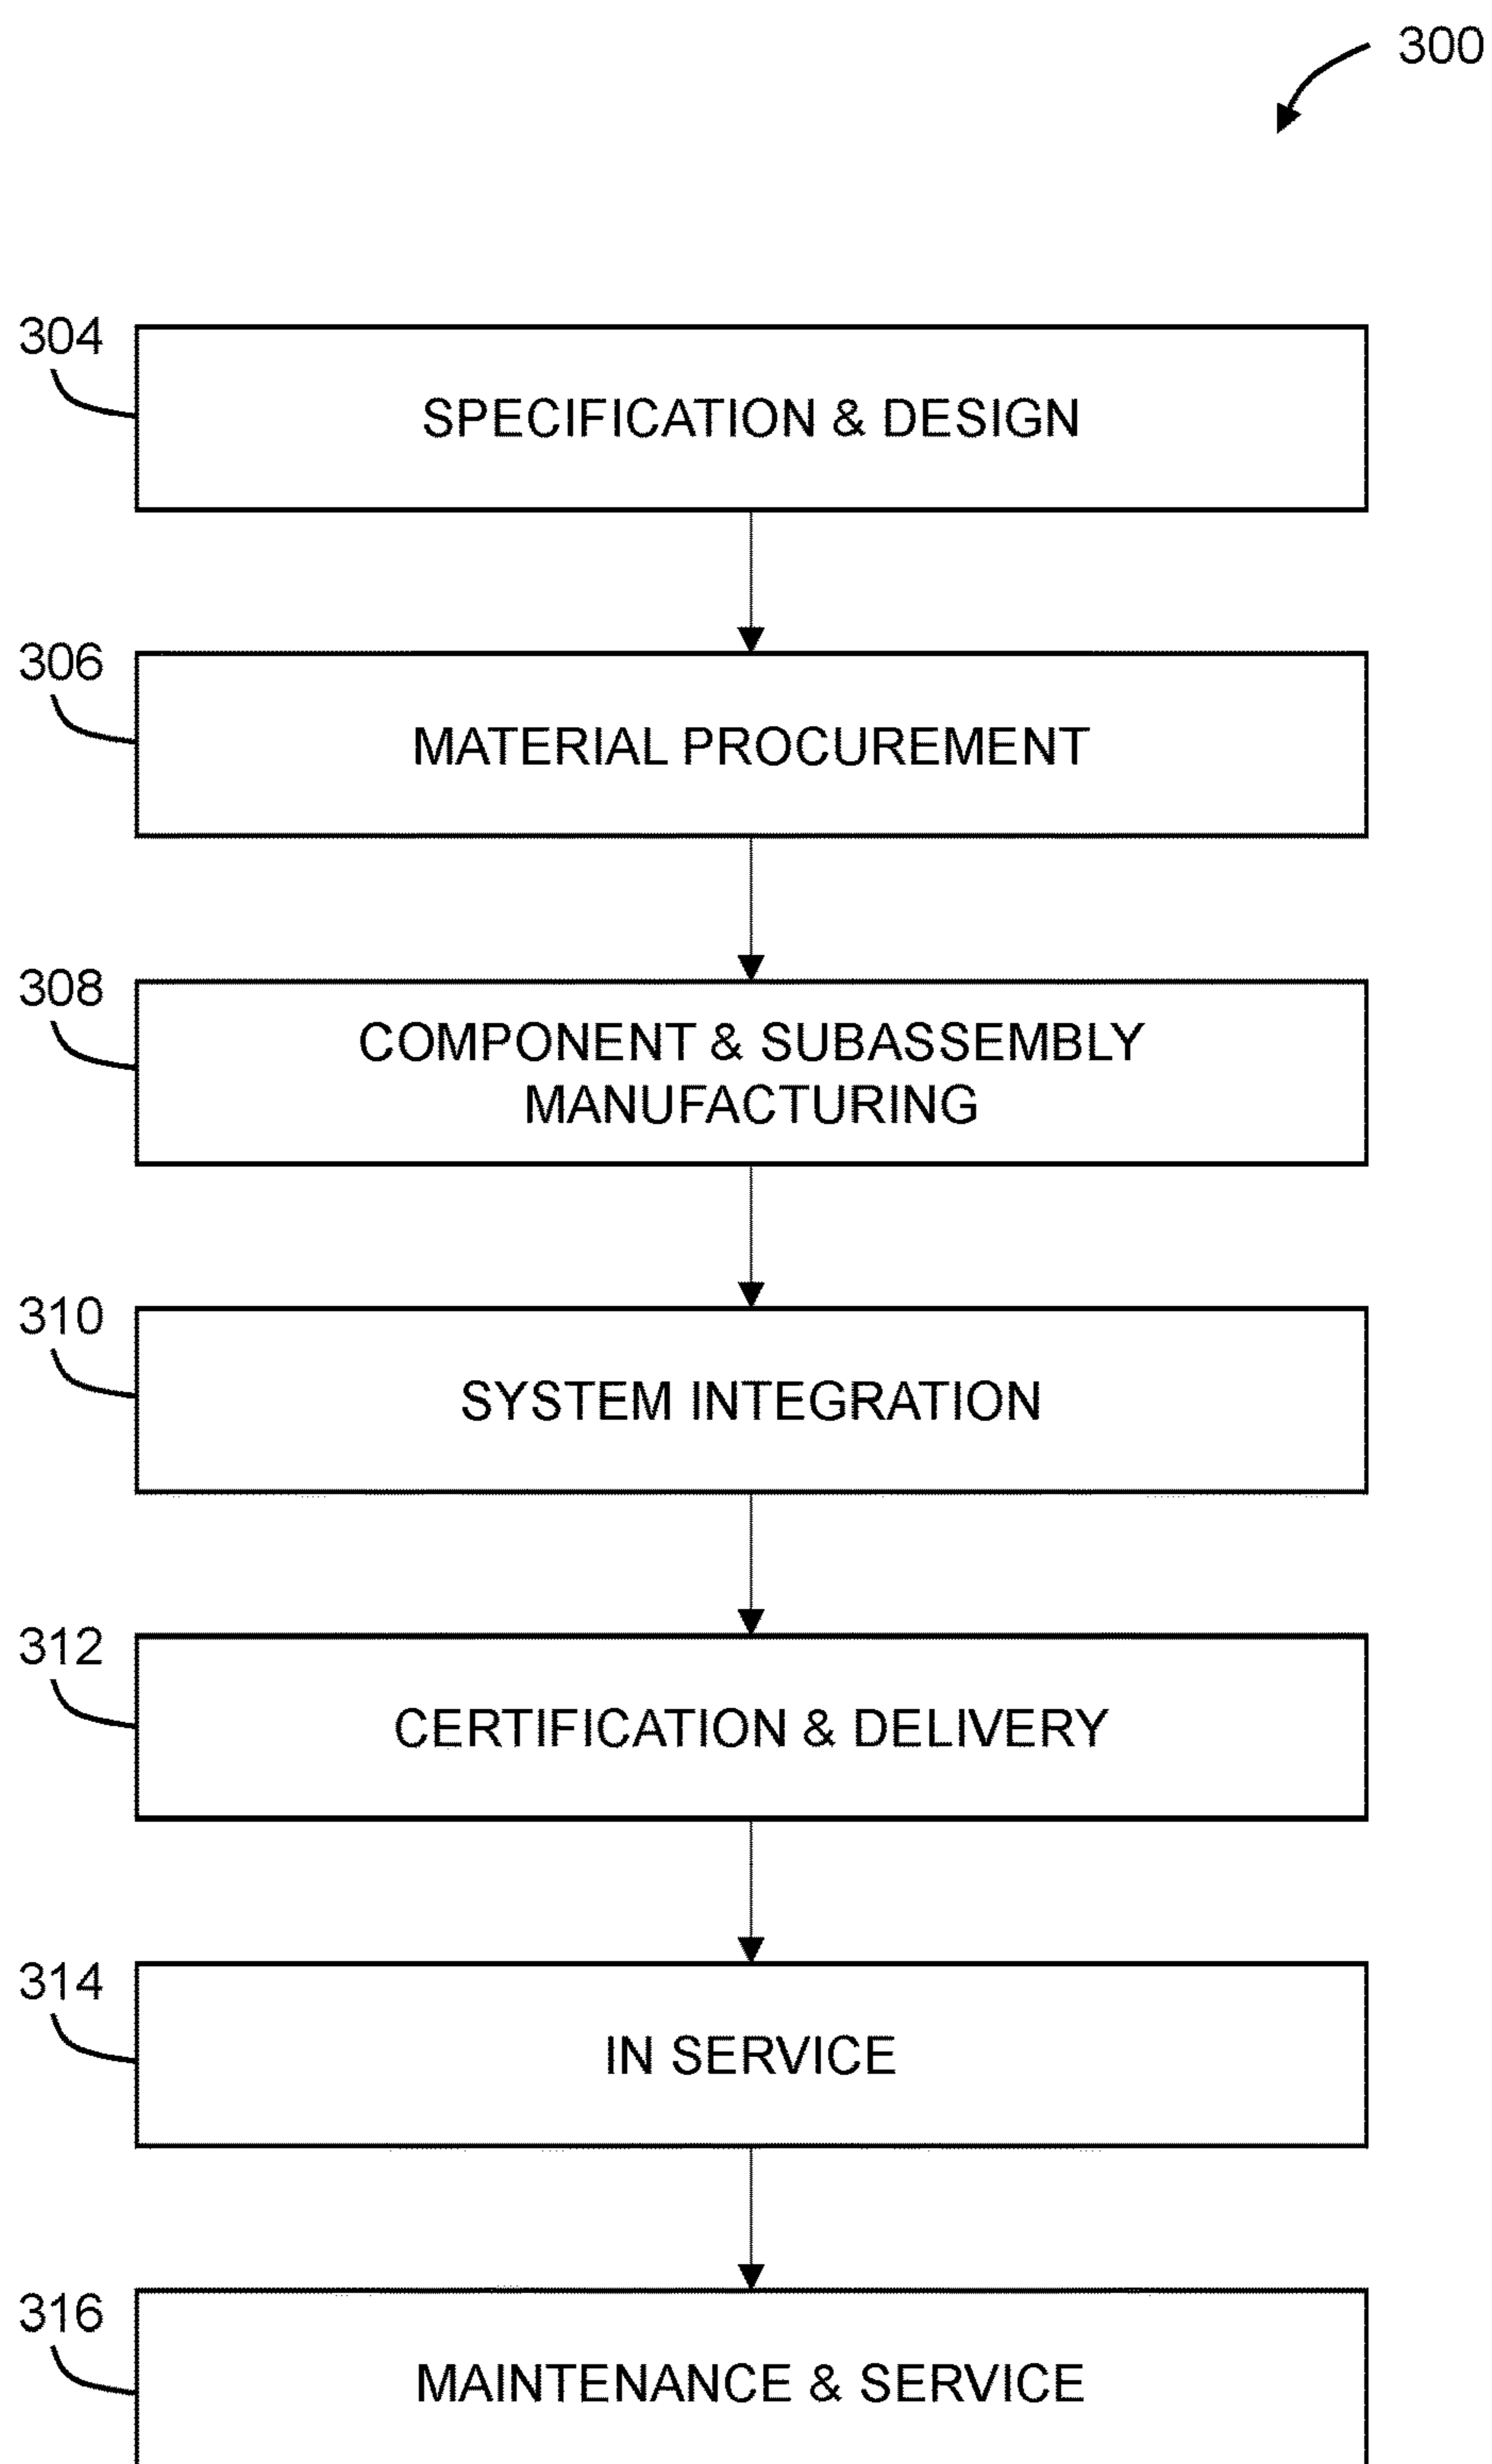 300
304
SPECIFICATION & DESIGN
306
MATERIAL PROCUREMENT
308
COMPONENT & SUBASSEMBLY
MANUFACTURING
310
SYSTEM INTEGRATION
312
CERTIFICATION & DELIVERY
314
IN SERVICE
316
MAINTENANCE & SERVICE